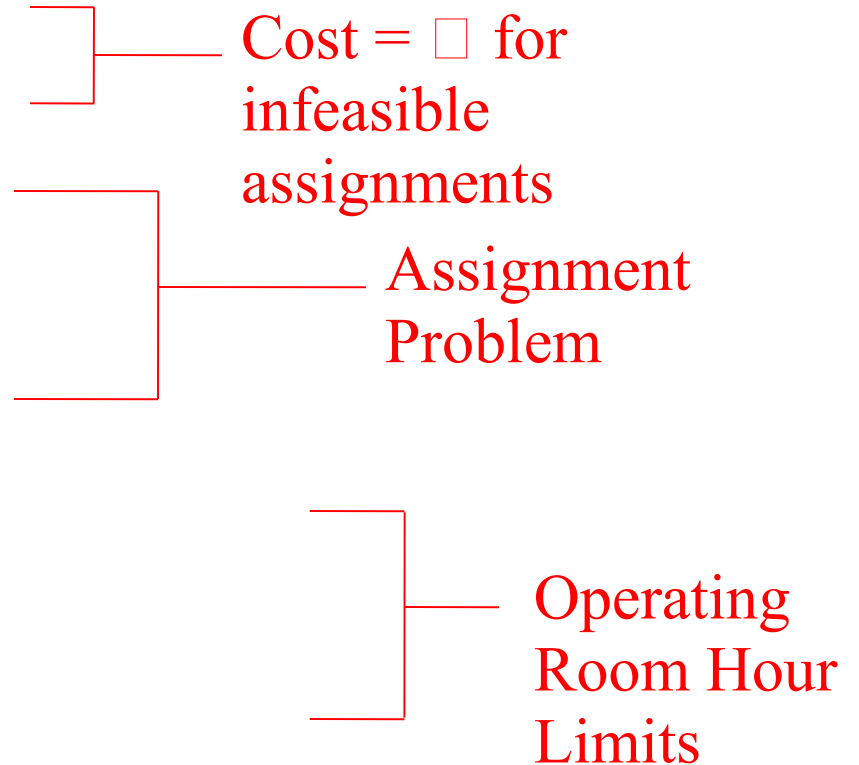 Cost = □ for
infeasible
assignments
Assignment
Problem
Operating
Room Hour
Limits